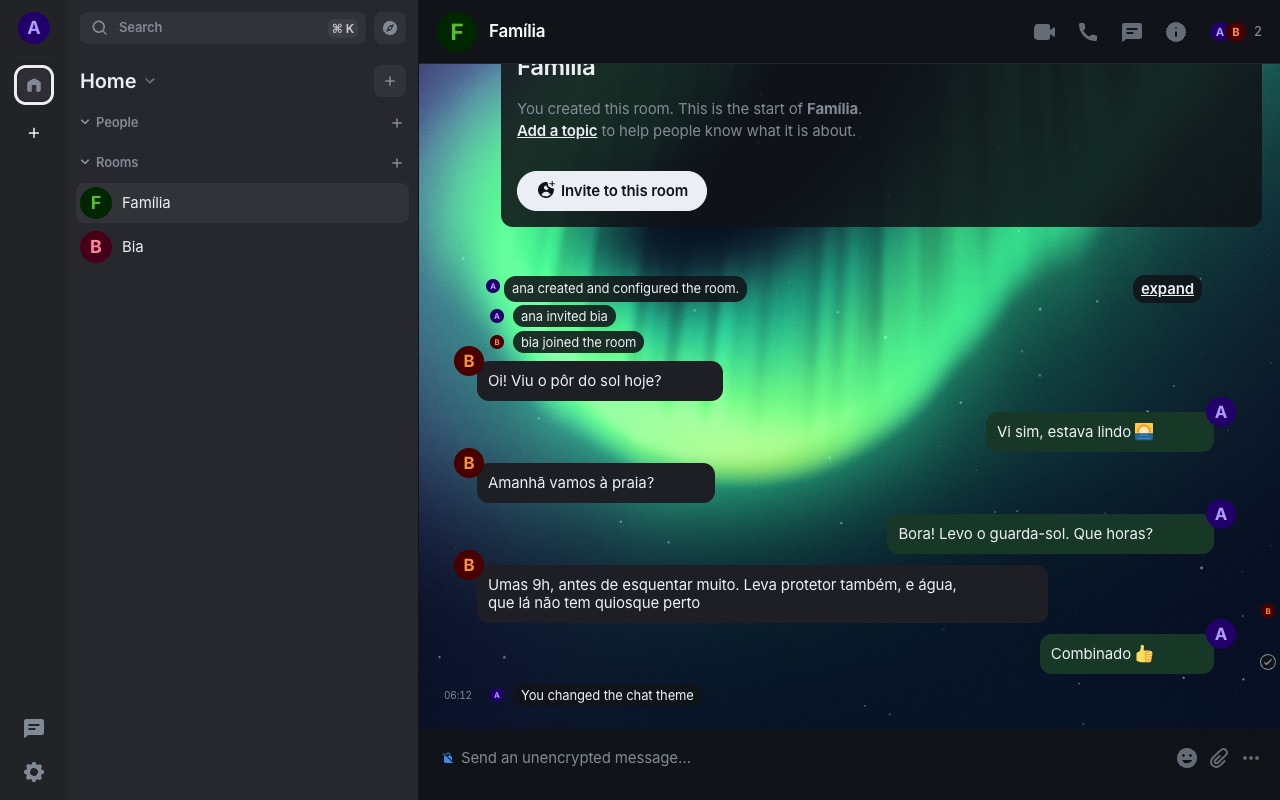 A
Search
⌘ K
Home
People
Rooms
F
Família
B
Bia
F
Família
A
B
2
Família
You created this room. This is the start of Família.
Add a topic to help people know what it is about.
Invite to this room
A
ana created and configured the room.
expand
A
ana invited bia
B
bia joined the room
B
Oi! Viu o pôr do sol hoje?
A
Vi sim, estava lindo 🌅
B
Amanhã vamos à praia?
A
Bora! Levo o guarda-sol. Que horas?
B
Umas 9h, antes de esquentar muito. Leva protetor também, e água,
que lá não tem quiosque perto
B
A
Combinado 👍
06:12
A
You changed the chat theme
Send an unencrypted message…